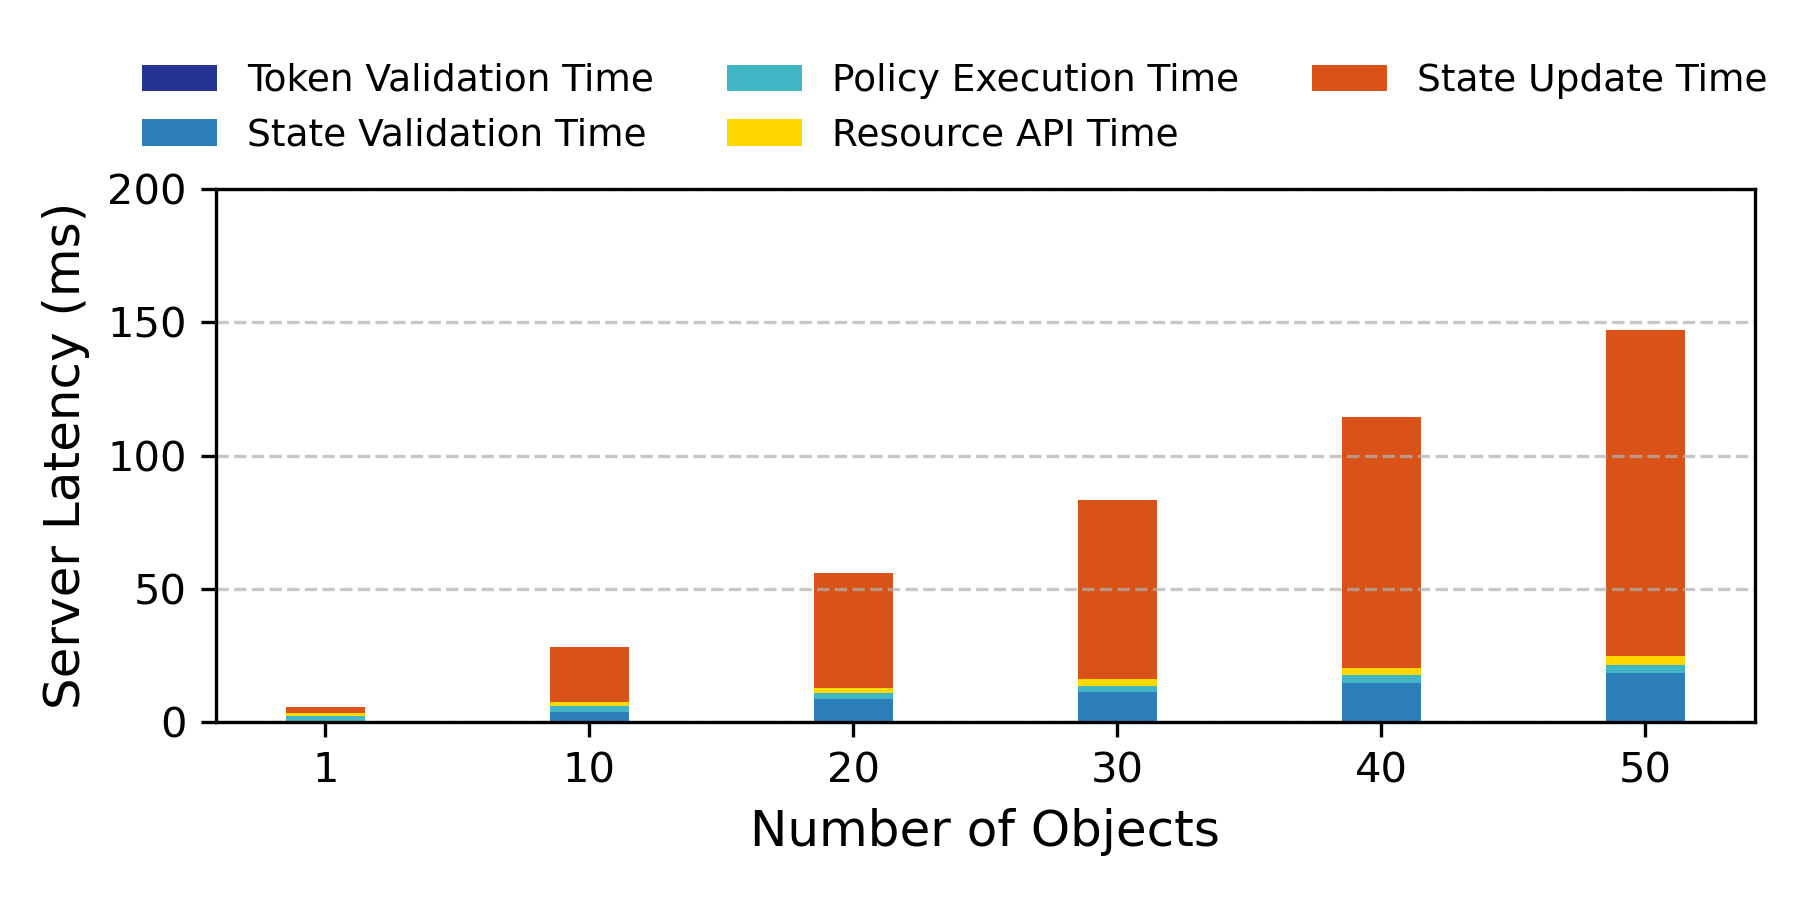 Token Validation Time Policy Execution Time State Update Time
State Validation Time Resource API Time
200
150
100
50
0
Server Latency (ms)
1 10 20 30 40 50
Number of Objects